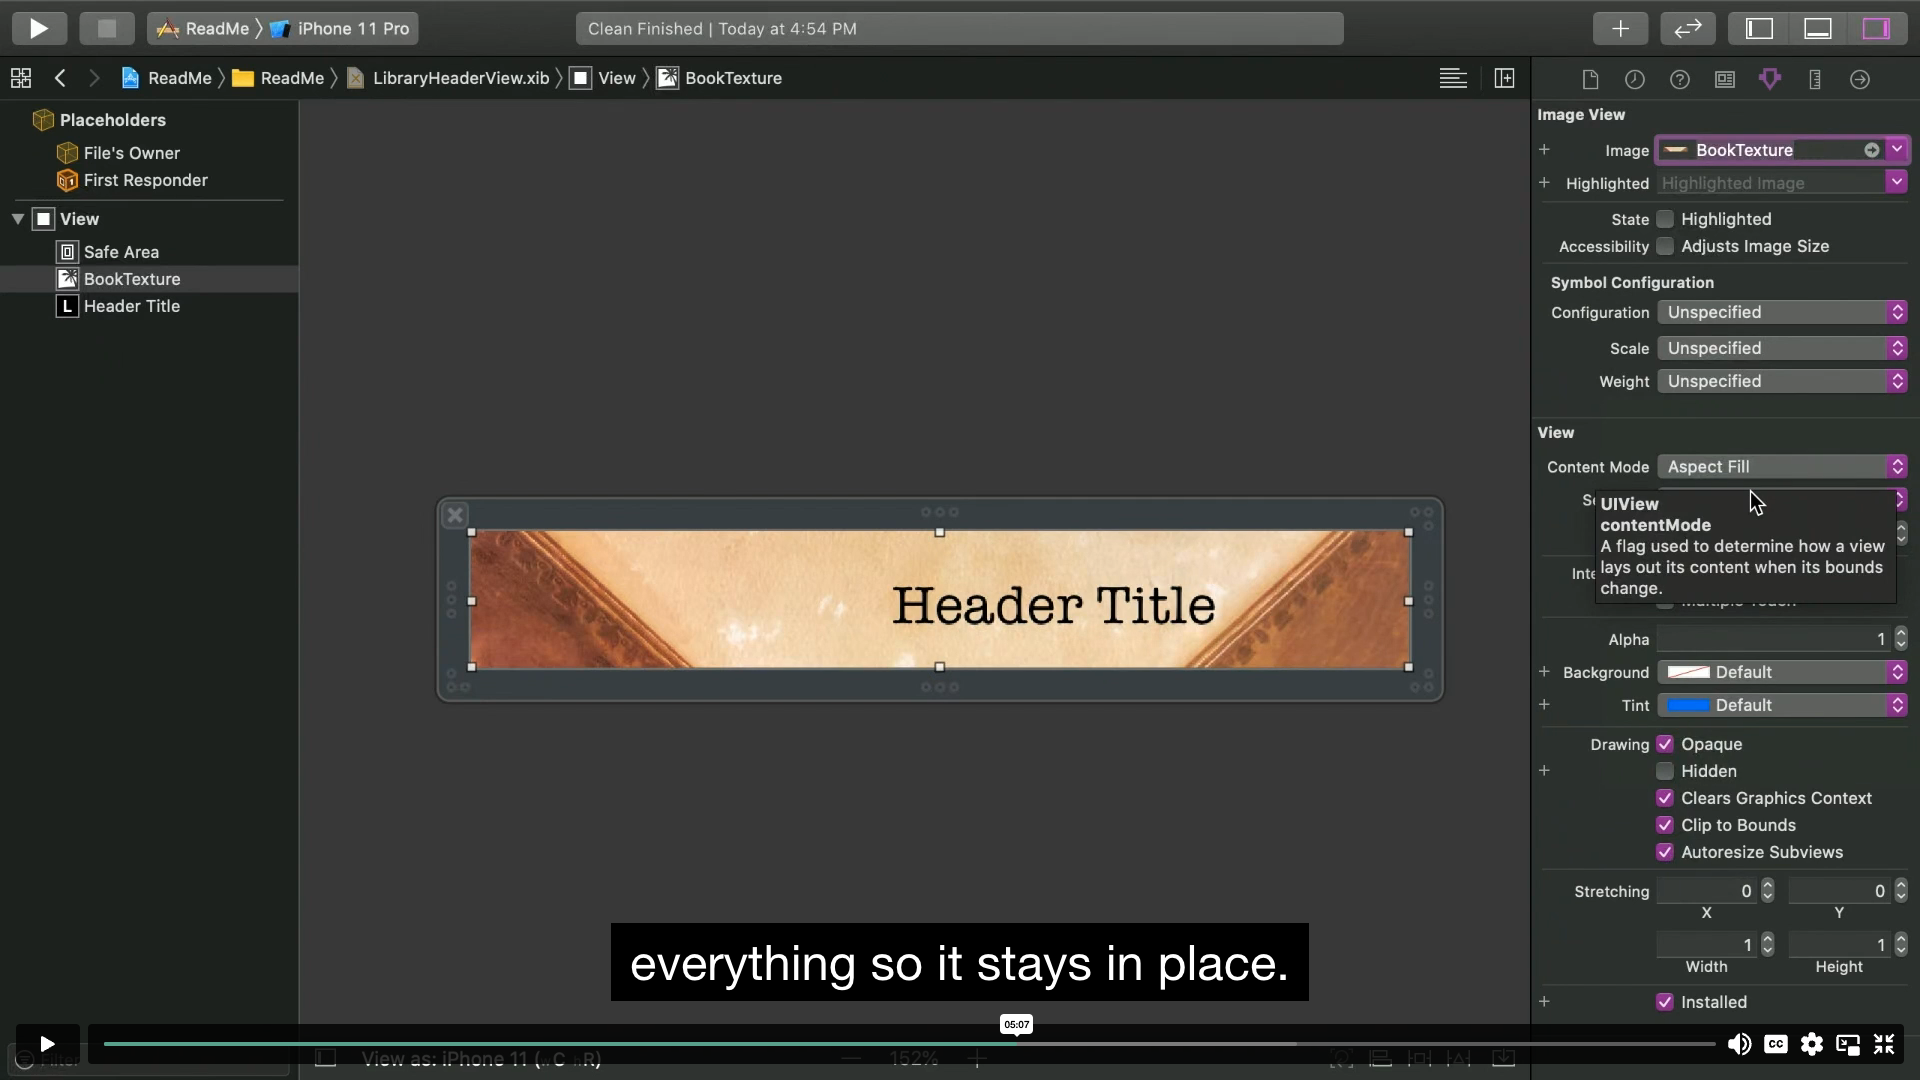 ReadMe
iPhone 11 Pro
Clean Finished | Today at 4:54 PM
ReadMe
ReadMe
LibraryHeaderView.xib
View
BookTexture
Placeholders
File's Owner
First Responder
View
Safe Area
BookTexture
L Header Title
Header Title
Image View
Image BookTexture
Highlighted Highlighted Image
State Highlighted
Accessibility Adjusts Image Size
Symbol Configuration
Configuration Unspecified
Scale Unspecified
Weight Unspecified
View
Content Mode Aspect Fill
UIView
contentMode
A flag used to determine how a view
lays out its content when its bounds
change.
Alpha 1
Background Default
Tint Default
Drawing Opaque
Hidden
Clears Graphics Context
Clip to Bounds
Autoresize Subviews
Stretching 0 0
X Y
1 1
Width Height
Installed
everything so it stays in place.
05:07
CC
Filter
View as: iPhone 11 (wC hR)
152%